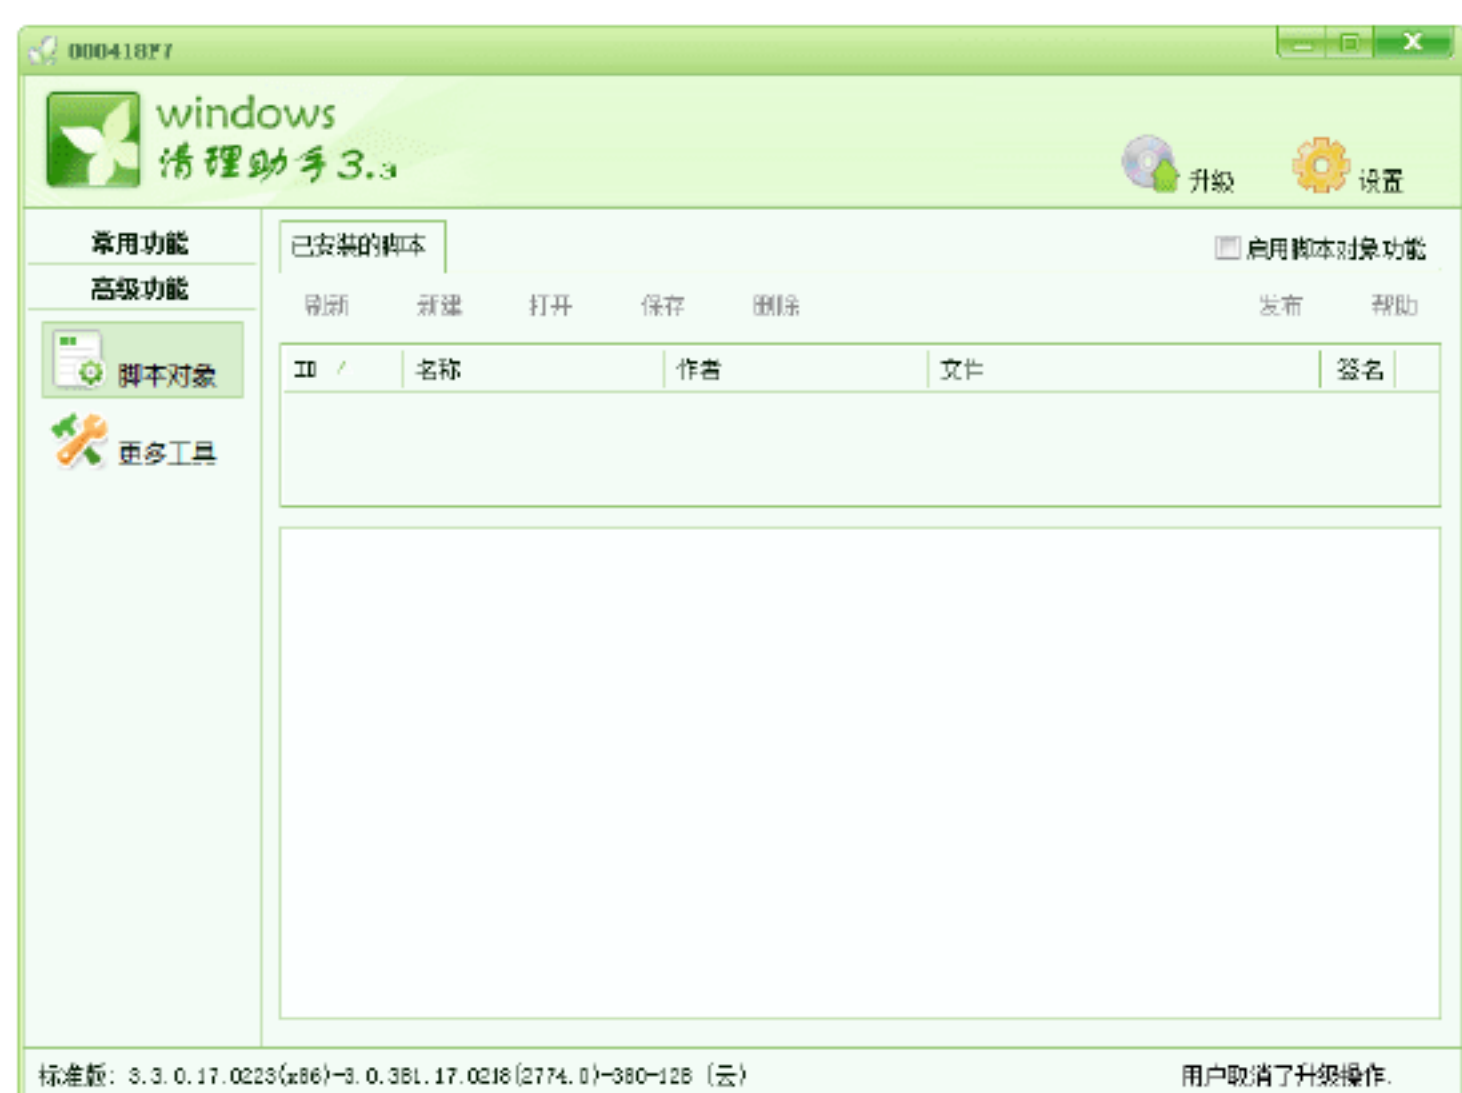 000418F7
windows
清理助手3.3
升级 设置
常用功能
高级功能
脚本对象
更多工具
已安装的脚本
启用脚本对象功能
刷新 新建 打开 保存 删除 发布 帮助
ID 名称 作者 文件 签名
标准版: 3.3.0.17.0223(x86)-3.0.381.17.0218(2774.0)-380-128 (云)
用户取消了升级操作.